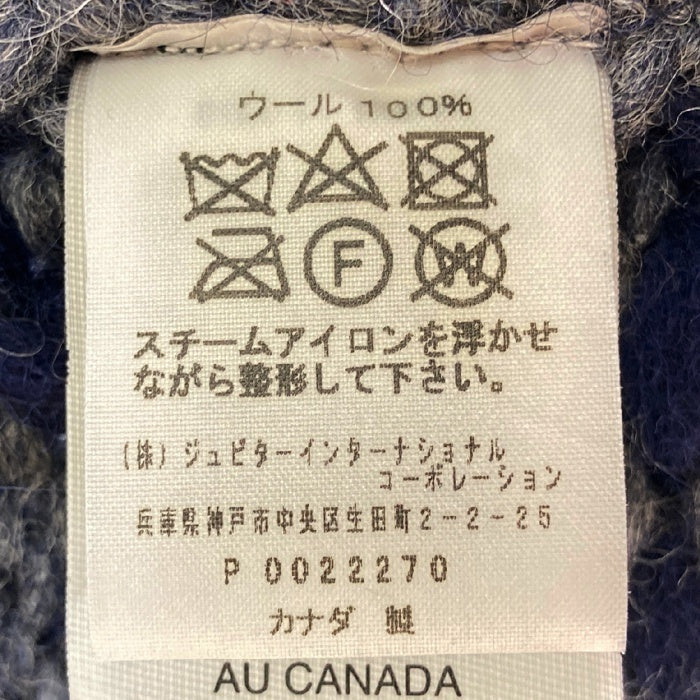 ウール 100%
F
W
スチームアイロンを浮かせ
ながら整形して下さい。
(株)ジュピターインターナショナル
コーポレーション
兵庫県神戸市中央区生田町2-2-25
P 0022270
カナダ 製
AU CANADA